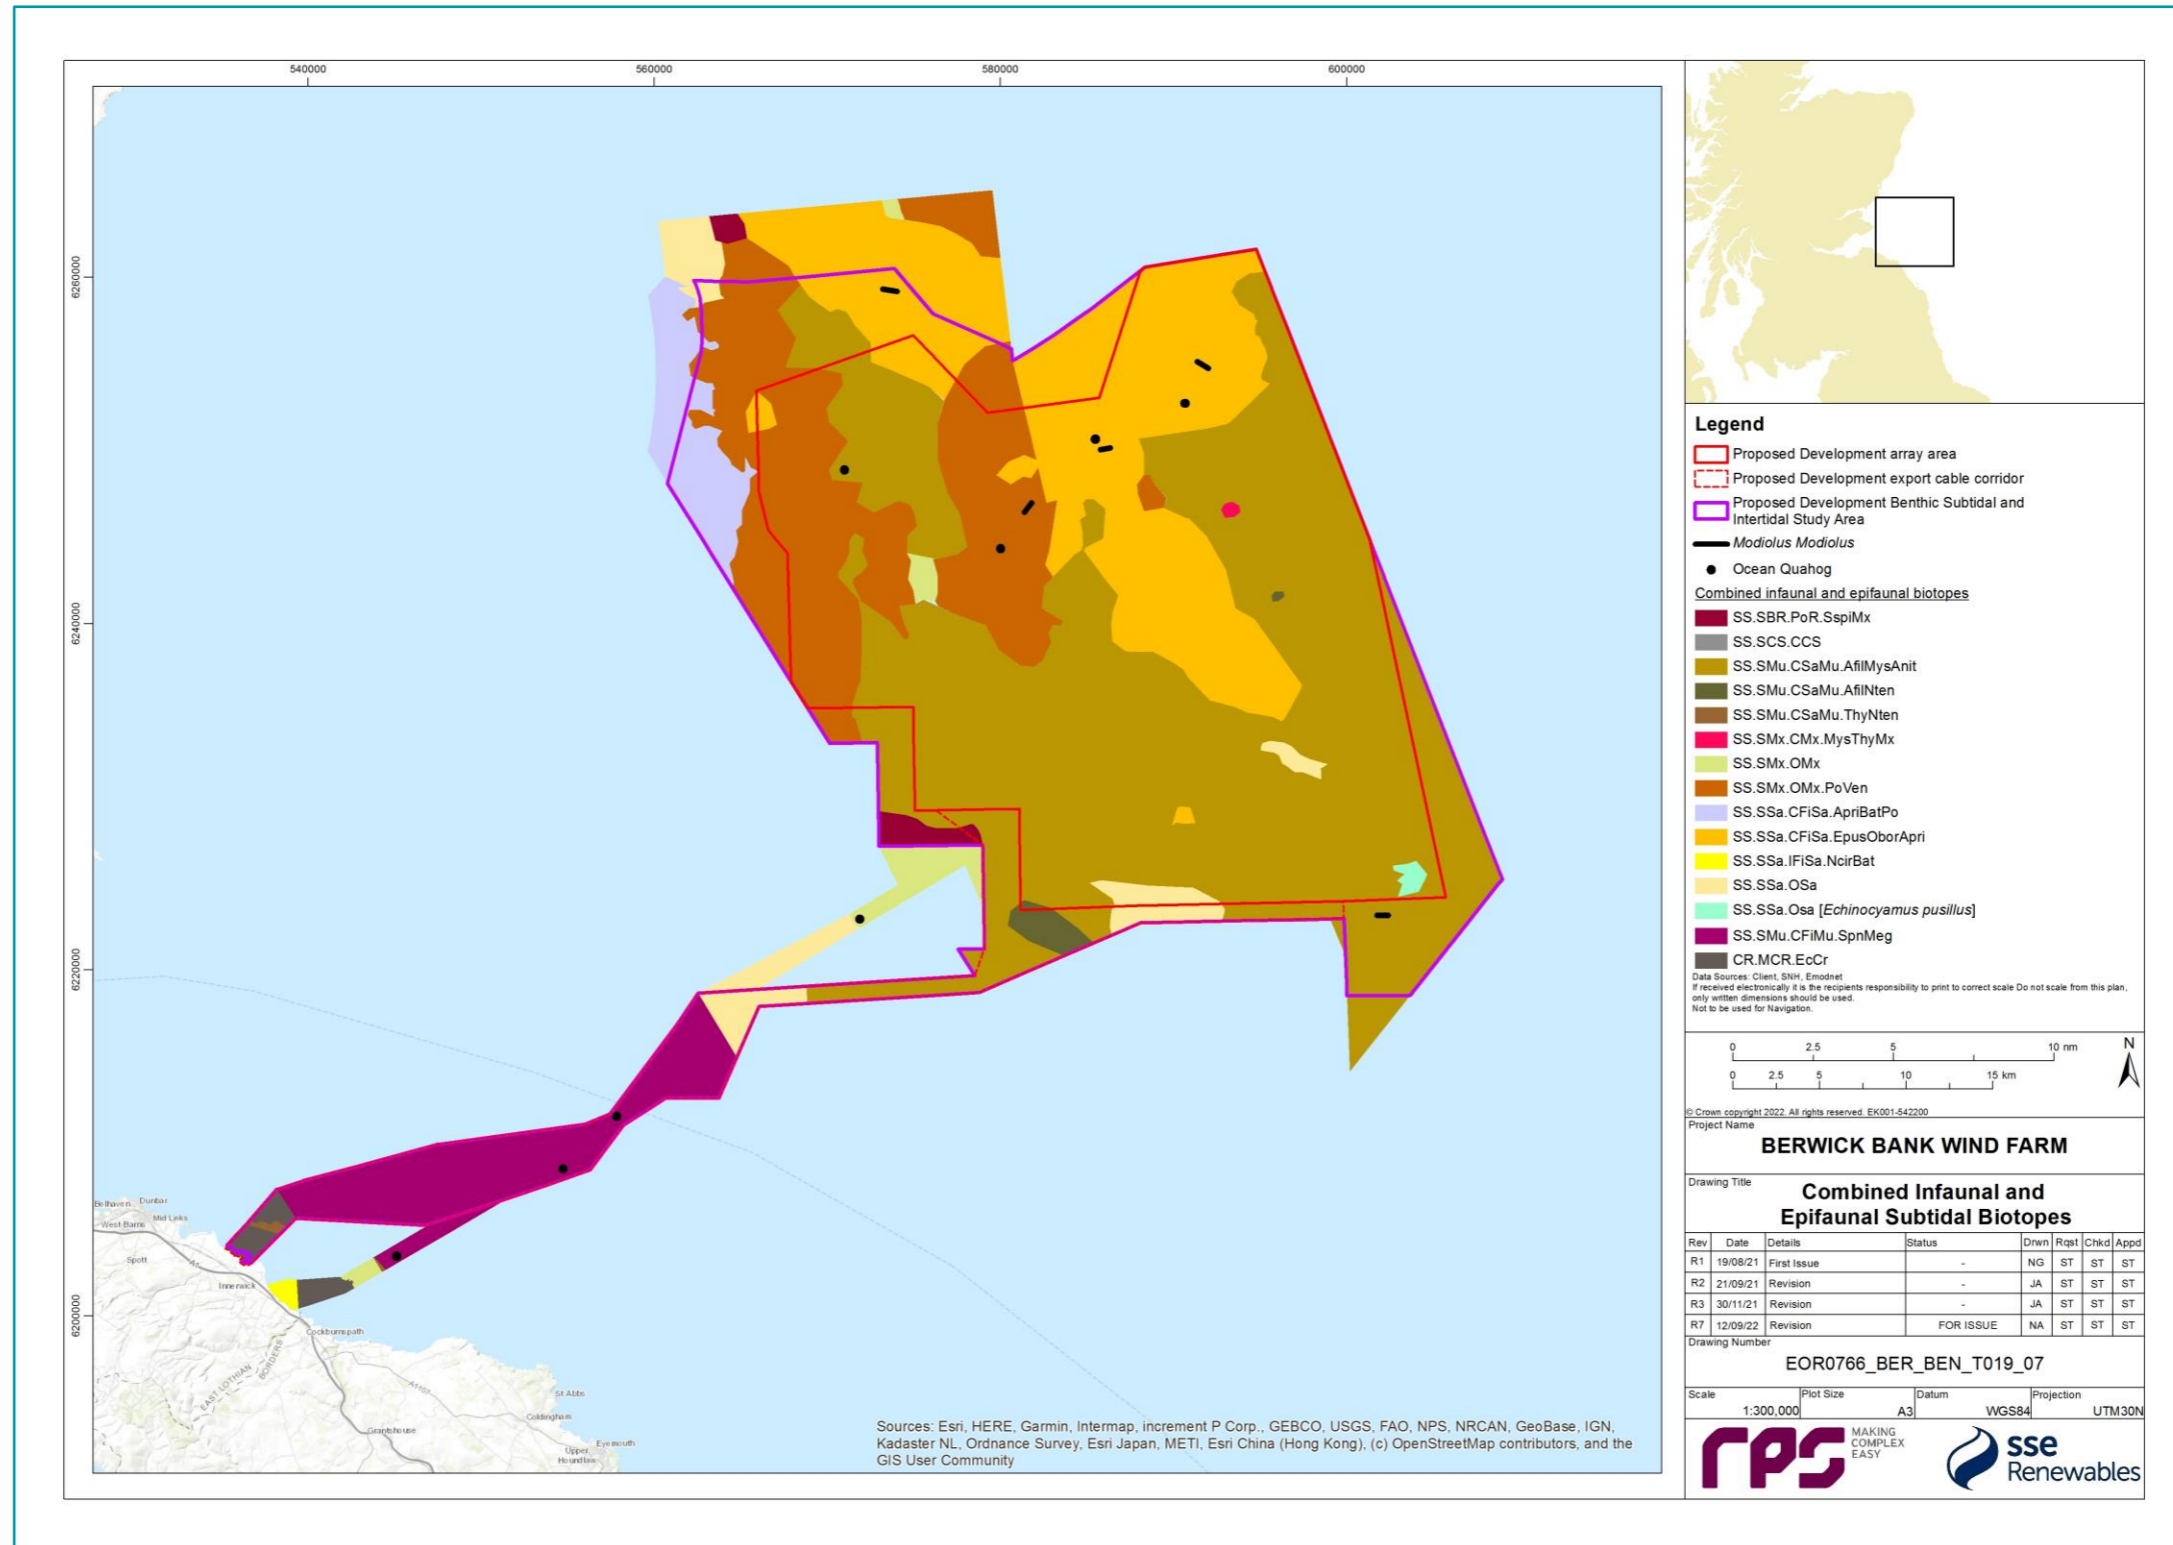 540000
560000
580000
600000
6260000
6240000
6220000
6200000
Belhaven
Dunbar
West Barns
Mid Links
Spott
A1
Innerwick
Cockburnspath
EAST LOTHIAN
BORDERS
A1107
Grantshouse
St Abbs
Coldingham
Eyemouth
Upper
Houndlaw
Sources: Esri, HERE, Garmin, Intermap, increment P Corp., GEBCO, USGS, FAO, NPS, NRCAN, GeoBase, IGN,
Kadaster NL, Ordnance Survey, Esri Japan, METI, Esri China (Hong Kong), (c) OpenStreetMap contributors, and the
GIS User Community
Legend
Proposed Development array area
Proposed Development export cable corridor
Proposed Development Benthic Subtidal and
Intertidal Study Area
Modiolus Modiolus
Ocean Quahog
Combined infaunal and epifaunal biotopes
SS.SBR.PoR.SspiMx
SS.SCS.CCS
SS.SMu.CSaMu.AfilMysAnit
SS.SMu.CSaMu.AfilNten
SS.SMu.CSaMu.ThyNten
SS.SMx.CMx.MysThyMx
SS.SMx.OMx
SS.SMx.OMx.PoVen
SS.SSa.CFiSa.ApriBatPo
SS.SSa.CFiSa.EpusOborApri
SS.SSa.IFiSa.NcirBat
SS.SSa.OSa
SS.SSa.Osa [Echinocyamus pusillus]
SS.SMu.CFiMu.SpnMeg
CR.MCR.EcCr
Data Sources: Client, SNH, Emodnet
If received electronically it is the recipients responsibility to print to correct scale Do not scale from this plan,
only written dimensions should be used.
Not to be used for Navigation.
0 2.5 5 10 nm
0 2.5 5 10 15 km
N
© Crown copyright 2022. All rights reserved. EK001-542200
Project Name
BERWICK BANK WIND FARM
Drawing Title
Combined Infaunal and
Epifaunal Subtidal Biotopes
Rev Date Details Status Drwn Rqst Chkd Appd
R1 19/08/21 First Issue - NG ST ST ST
R2 21/09/21 Revision - JA ST ST ST
R3 30/11/21 Revision - JA ST ST ST
R7 12/09/22 Revision FOR ISSUE NA ST ST ST
Drawing Number
EOR0766_BER_BEN_T019_07
Scale Plot Size Datum Projection
1:300,000 A3 WGS84 UTM30N
rps
MAKING
COMPLEX
EASY
sse
Renewables